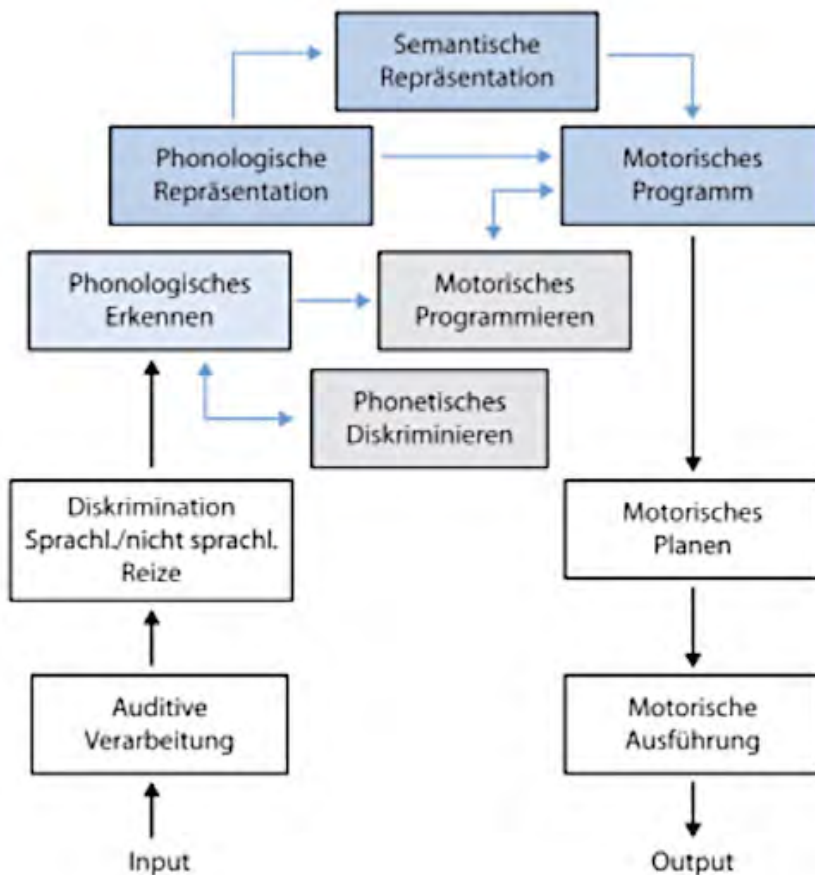 Semantische
Repräsentation
Phonologische
Repräsentation
Motorisches
Programm
Phonologisches
Erkennen
Motorisches
Programmieren
Phonetisches
Diskriminieren
Diskrimination
Sprachl./nicht sprachl.
Reize
Motorisches
Planen
Auditive
Verarbeitung
Motorische
Ausführung
Input
Output